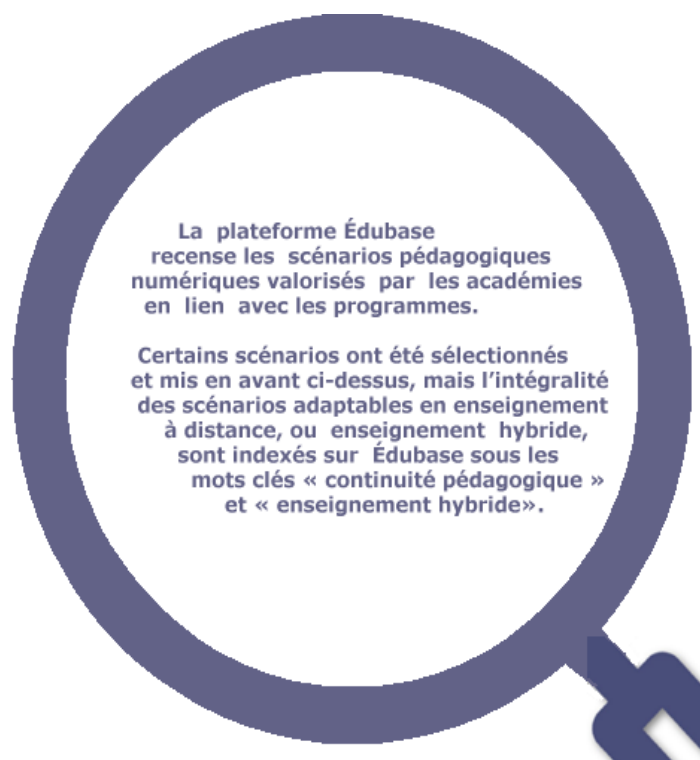 La plateforme Édubase
recense les scénarios pédagogiques
numériques valorisés par les académies
en lien avec les programmes.
Certains scénarios ont été sélectionnés
et mis en avant ci-dessus, mais l’intégralité
des scénarios adaptables en enseignement
à distance, ou enseignement hybride,
sont indexés sur Édubase sous les
mots clés « continuité pédagogique »
et « enseignement hybride».